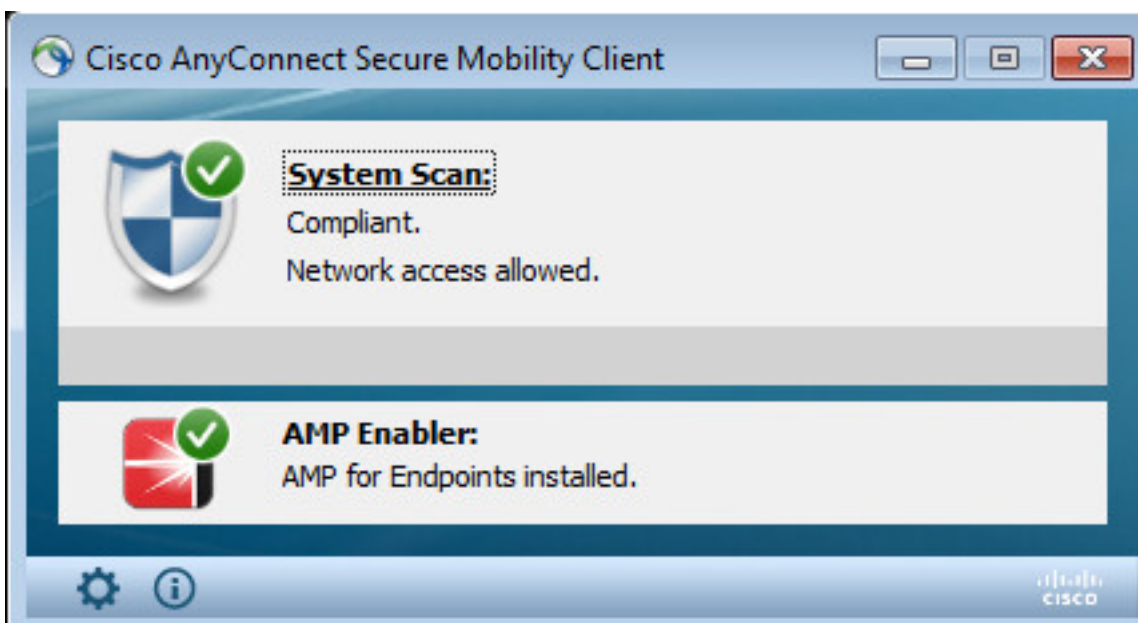 Cisco AnyConnect Secure Mobility Client
System Scan:
Compliant.
Network access allowed.
AMP Enabler:
AMP for Endpoints installed.
CISCO